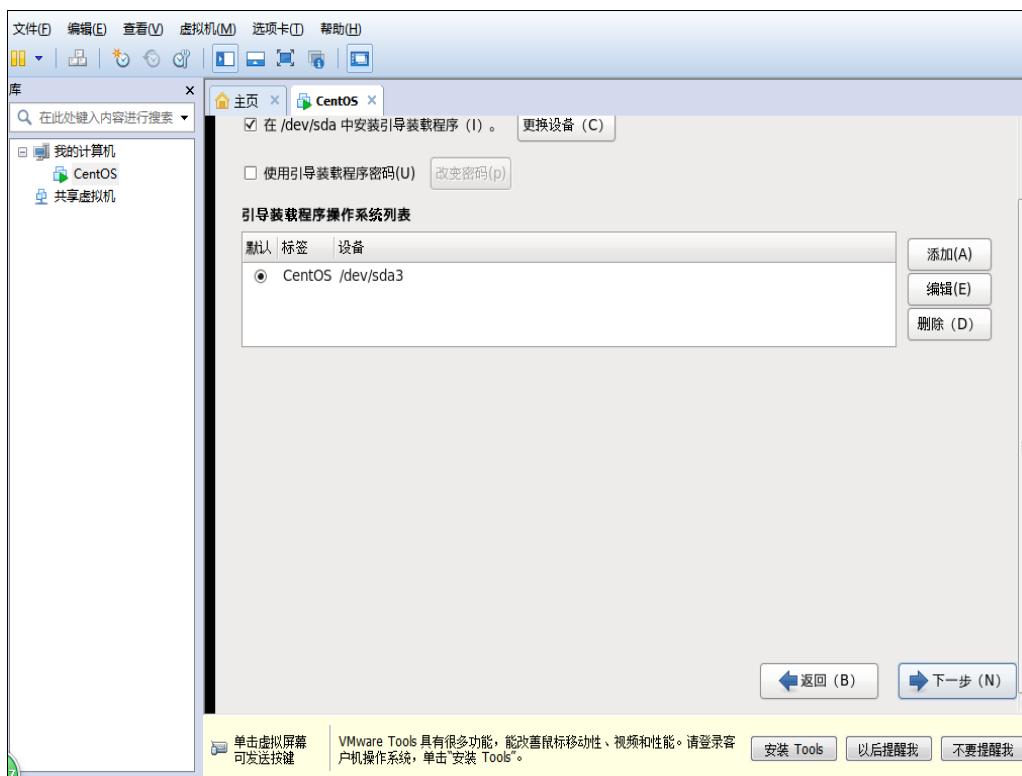 文件(F) 编辑(E) 查看(V) 虚拟机(M) 选项卡(T) 帮助(H)
库
主页
CentOS
在此处键入内容进行搜索
我的计算机
CentOS
共享虚拟机
在 /dev/sda 中安装引导装载程序（I）。 更换设备（C）
使用引导装载程序密码(U) 改变密码(p)
引导装载程序操作系统列表
默认 标签 设备
CentOS /dev/sda3
添加(A)
编辑(E)
删除（D）
返回（B） 下一步（N）
单击虚拟屏幕
可发送按键
VMware Tools 具有很多功能，能改善鼠标移动性、视频和性能。请登录客
户机操作系统，单击“安装 Tools”。
安装 Tools 以后提醒我 不要提醒我